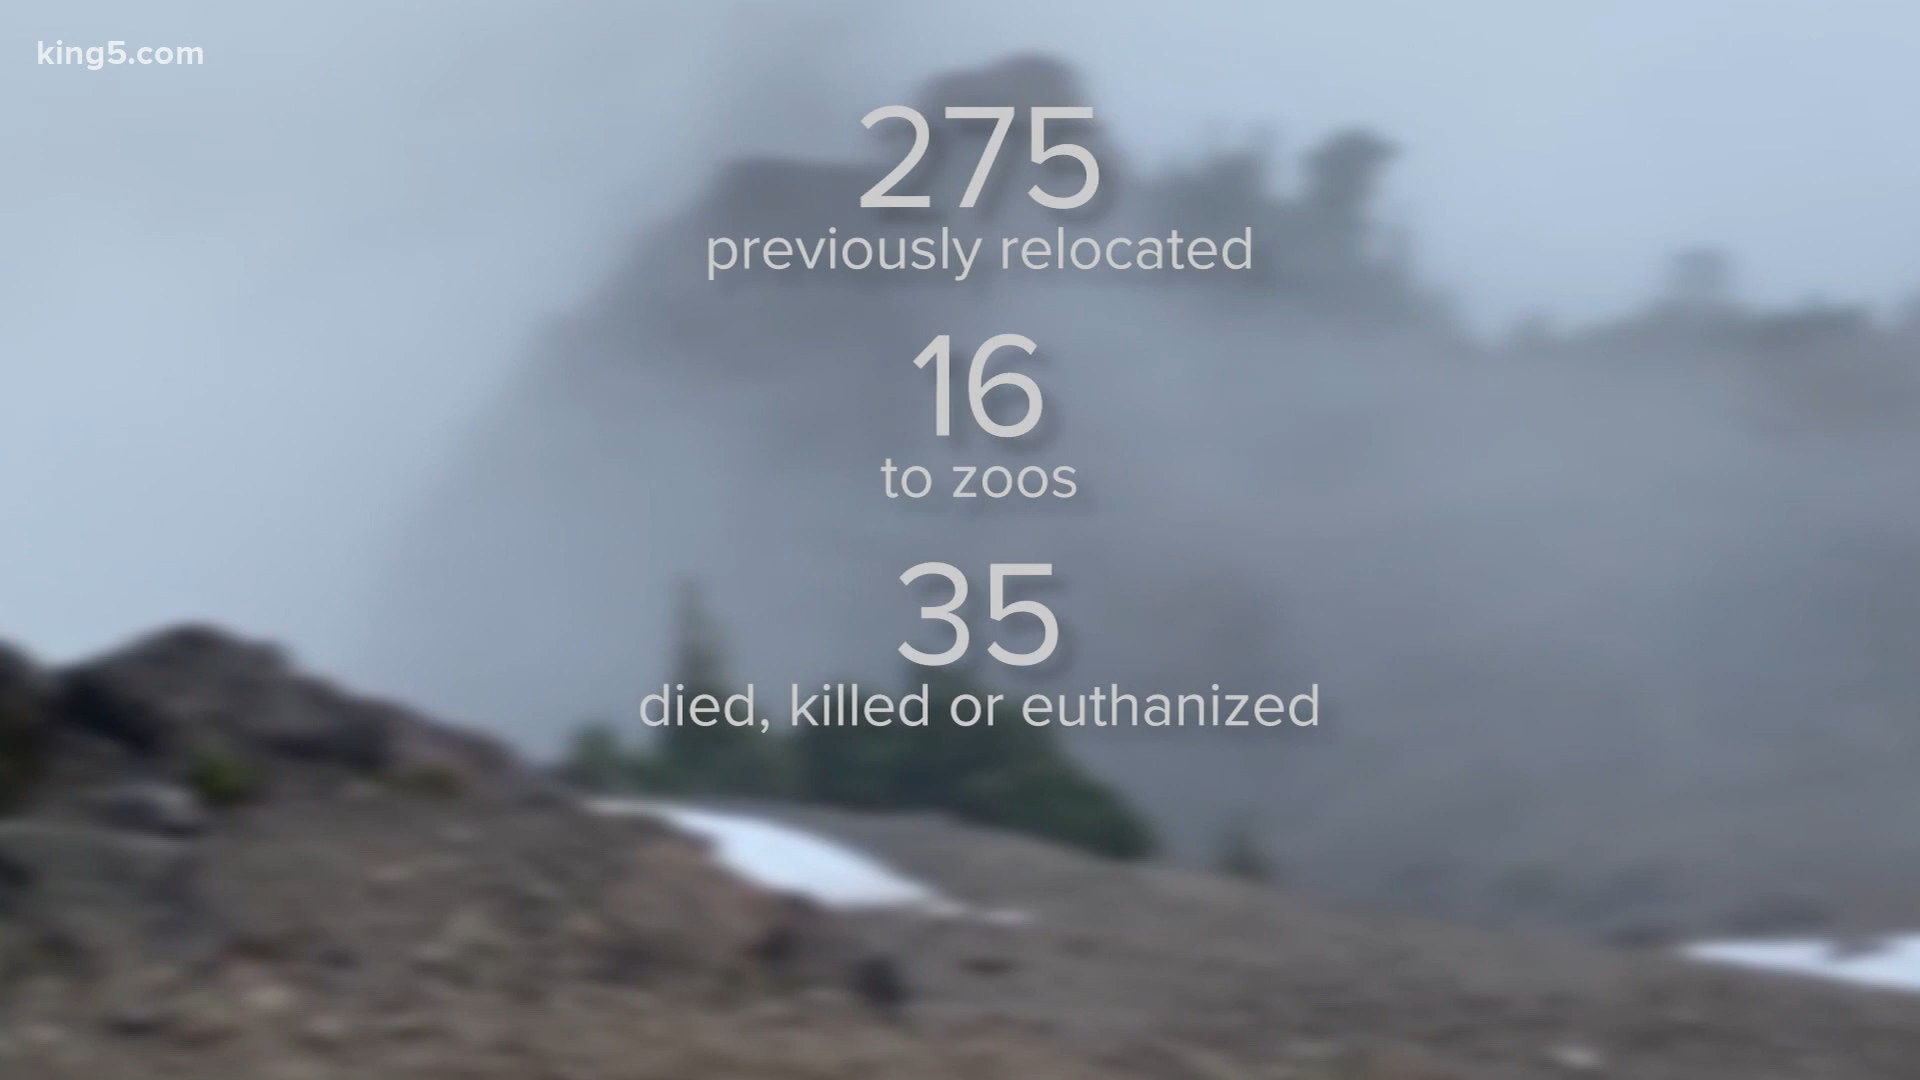 king5.com
275
previously relocated
16
to zoos
35
died, killed or euthanized